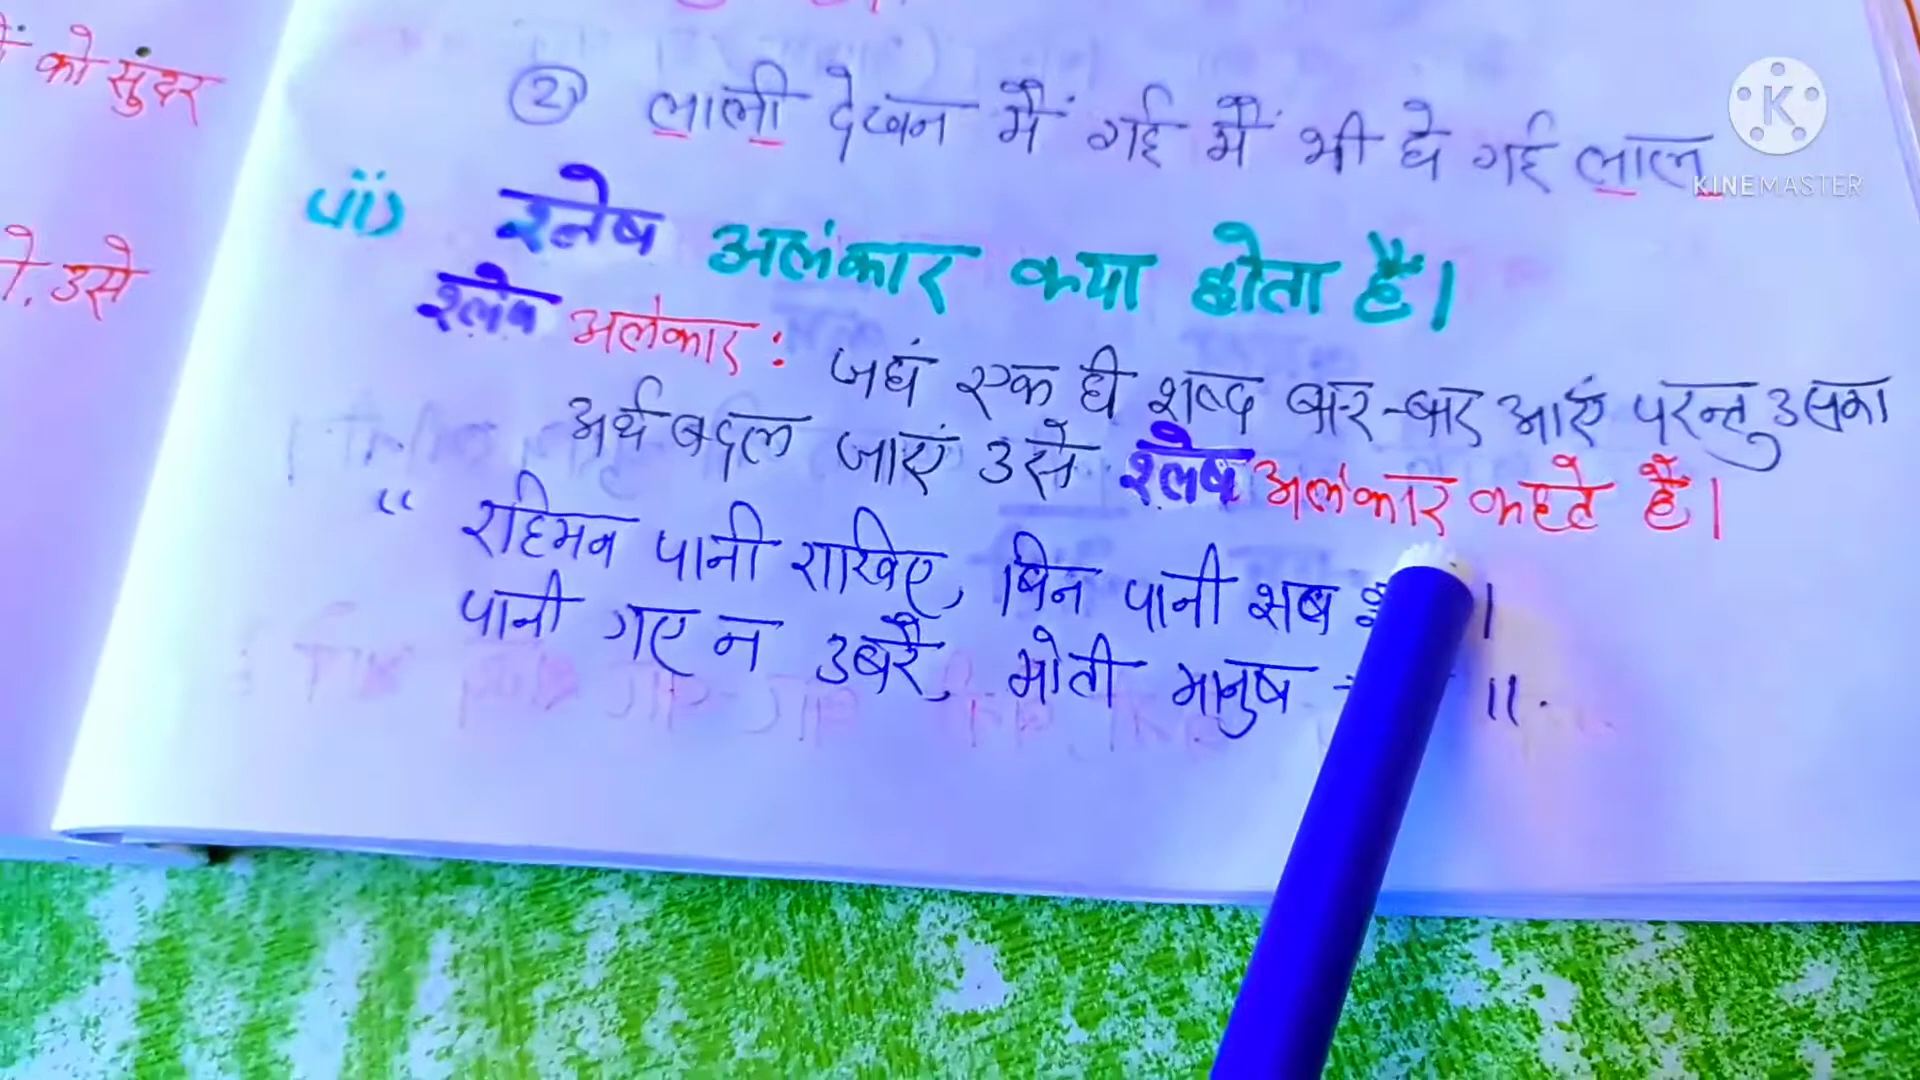 को सुंदर
② लाली देखन मैं गई मैं भी हो गई लाल
KINEMASTER
ii) श्लेष अलंकार क्या होता है।
उसे
श्लेष अलंकार : जहां एक ही शब्द बार-बार आएं परन्तु उसका
अर्थ बदल जाएं उसे श्लेष अलंकार कहते हैं।
“ रहिमन पानी राखिए, बिन पानी सब
पानी गए न उबरै, मोती मानुष ॥